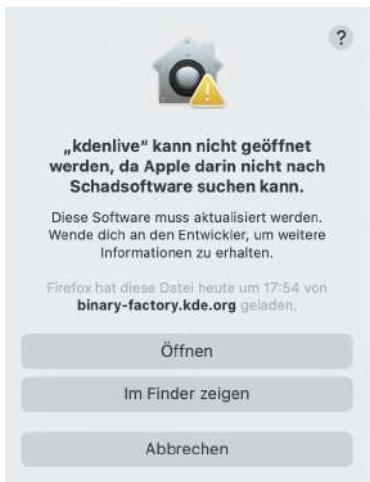 ?
„kdenlive“ kann nicht geöffnet
werden, da Apple darin nicht nach
Schadsoftware suchen kann.
Diese Software muss aktualisiert werden.
Wende dich an den Entwickler, um weitere
Informationen zu erhalten.
Firefox hat diese Datei heute um 17:54 von
binary-factory.kde.org geladen.
Öffnen
Im Finder zeigen
Abbrechen